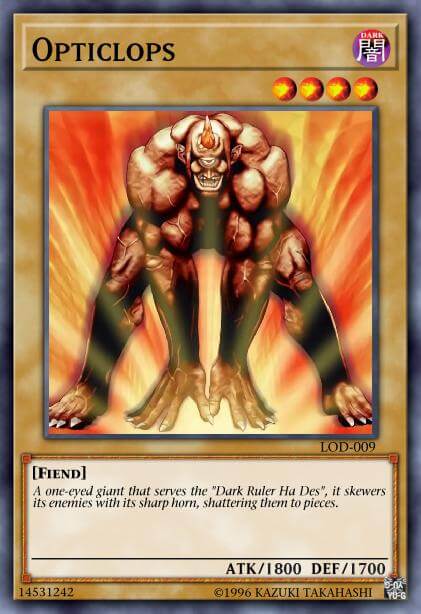 OPTICLOPS
DARK
闇
LOD-009
[FIEND]
A one-eyed giant that serves the "Dark Ruler Ha Des", it skewers
its enemies with its sharp horn, shattering them to pieces.
ATK/1800 DEF/1700
14531242
©1996 KAZUKI TAKAHASHI